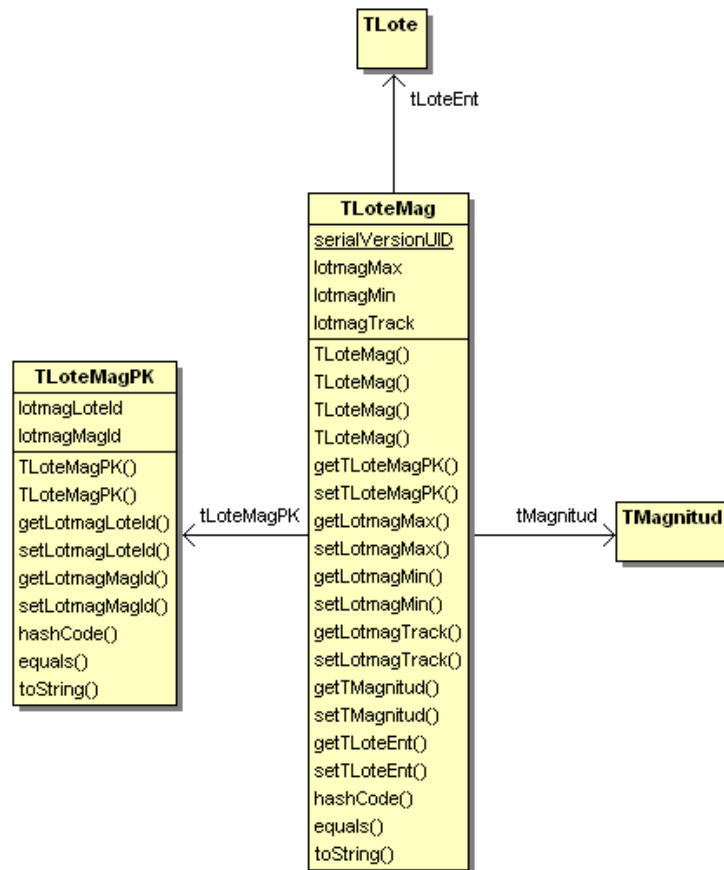 TLote
tLoteEnt
TLoteMag
serialVersionUID
lotmagMax
lotmagMin
lotmagTrack
TLoteMag()
TLoteMag()
TLoteMag()
TLoteMag()
getTLoteMagPK()
setTLoteMagPK()
getLotmagMax()
setLotmagMax()
getLotmagMin()
setLotmagMin()
getLotmagTrack()
setLotmagTrack()
getTMagnitud()
setTMagnitud()
getTLoteEnt()
setTLoteEnt()
hashCode()
equals()
toString()
TLoteMagPK
lotmagLoteId
lotmagMagId
TLoteMagPK()
TLoteMagPK()
getLotmagLoteId()
setLotmagLoteId()
getLotmagMagId()
setLotmagMagId()
hashCode()
equals()
toString()
tLoteMagPK
tMagnitud
TMagnitud